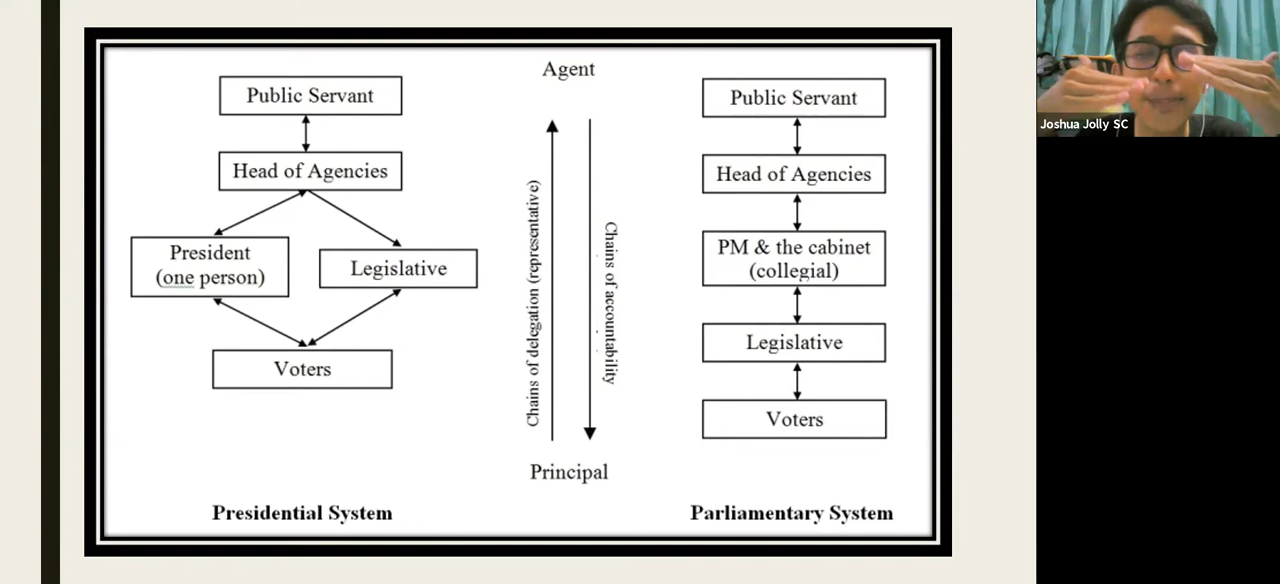 Agent
Public Servant
Head of Agencies
President
(one person)
Legislative
Voters
Presidential System
Chains of delegation (representative)
Chains of accountability
Principal
Public Servant
Head of Agencies
PM & the cabinet
(collegial)
Legislative
Voters
Parliamentary System
Joshua Jolly SC